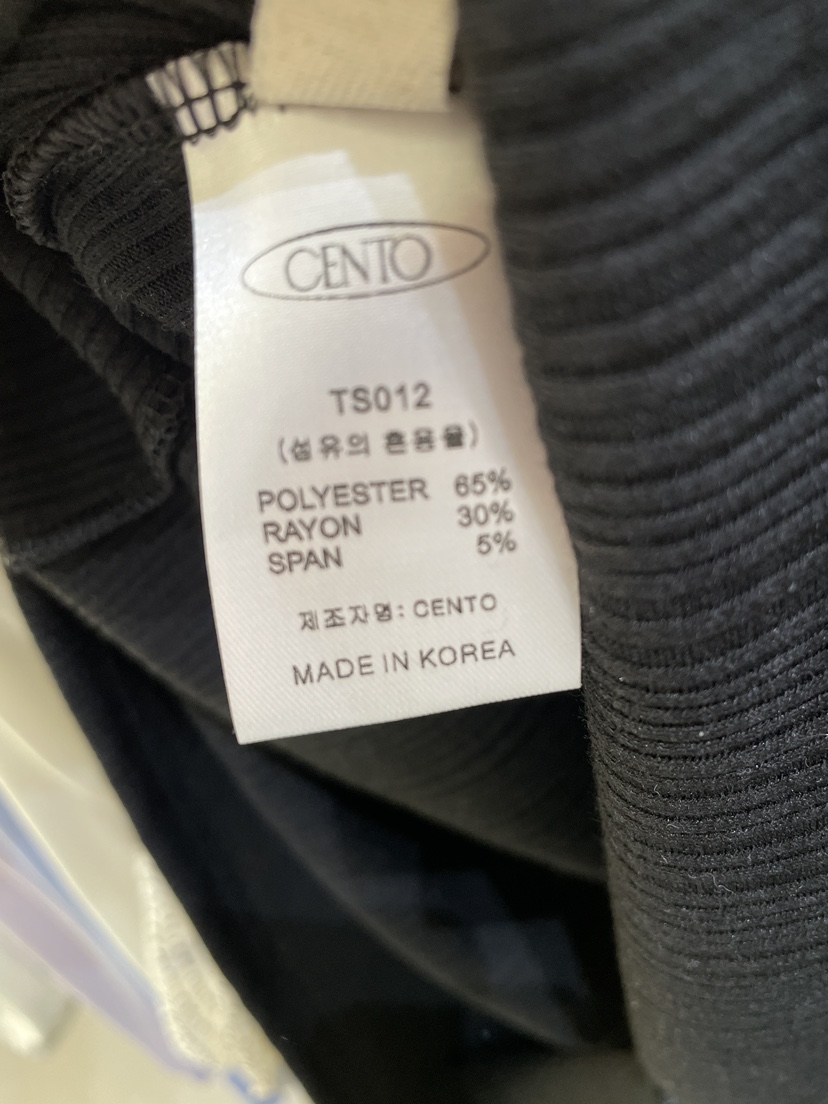 CENTO
TS012
(섬유의 혼용율)
POLYESTER 65%
RAYON 30%
SPAN 5%
제조자명: CENTO
MADE IN KOREA